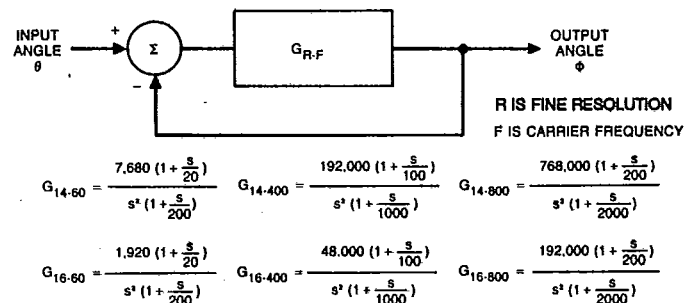 INPUT ANGLE θ
+
Σ
−
G_R-F
OUTPUT ANGLE ϕ
R IS FINE RESOLUTION
F IS CARRIER FREQUENCY
G_14-60 = 7,680 (1 + s/20) / s² (1 + s/200)
G_14-400 = 192,000 (1 + s/100) / s² (1 + s/1000)
G_14-800 = 768,000 (1 + s/200) / s² (1 + s/2000)
G_16-60 = 1,920 (1 + s/20) / s² (1 + s/200)
G_16-400 = 48,000 (1 + s/100) / s² (1 + s/1000)
G_16-800 = 192,000 (1 + s/200) / s² (1 + s/2000)